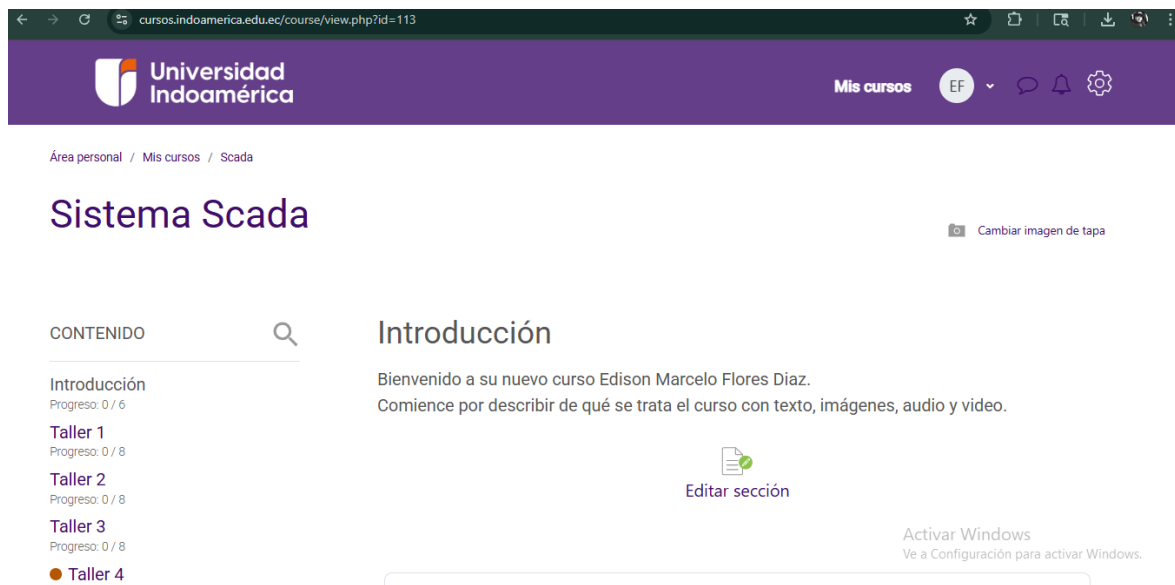 cursos.indoamerica.edu.ec/course/view.php?id=113
Universidad
Indoamérica
Mis cursos
EF
Área personal / Mis cursos / Scada
Sistema Scada
Cambiar imagen de tapa
CONTENIDO
Introducción
Progreso: 0 / 6
Taller 1
Progreso: 0 / 8
Taller 2
Progreso: 0 / 8
Taller 3
Progreso: 0 / 8
Taller 4
Introducción
Bienvenido a su nuevo curso Edison Marcelo Flores Diaz.
Comience por describir de qué se trata el curso con texto, imágenes, audio y video.
Editar sección
Activar Windows
Ve a Configuración para activar Windows.